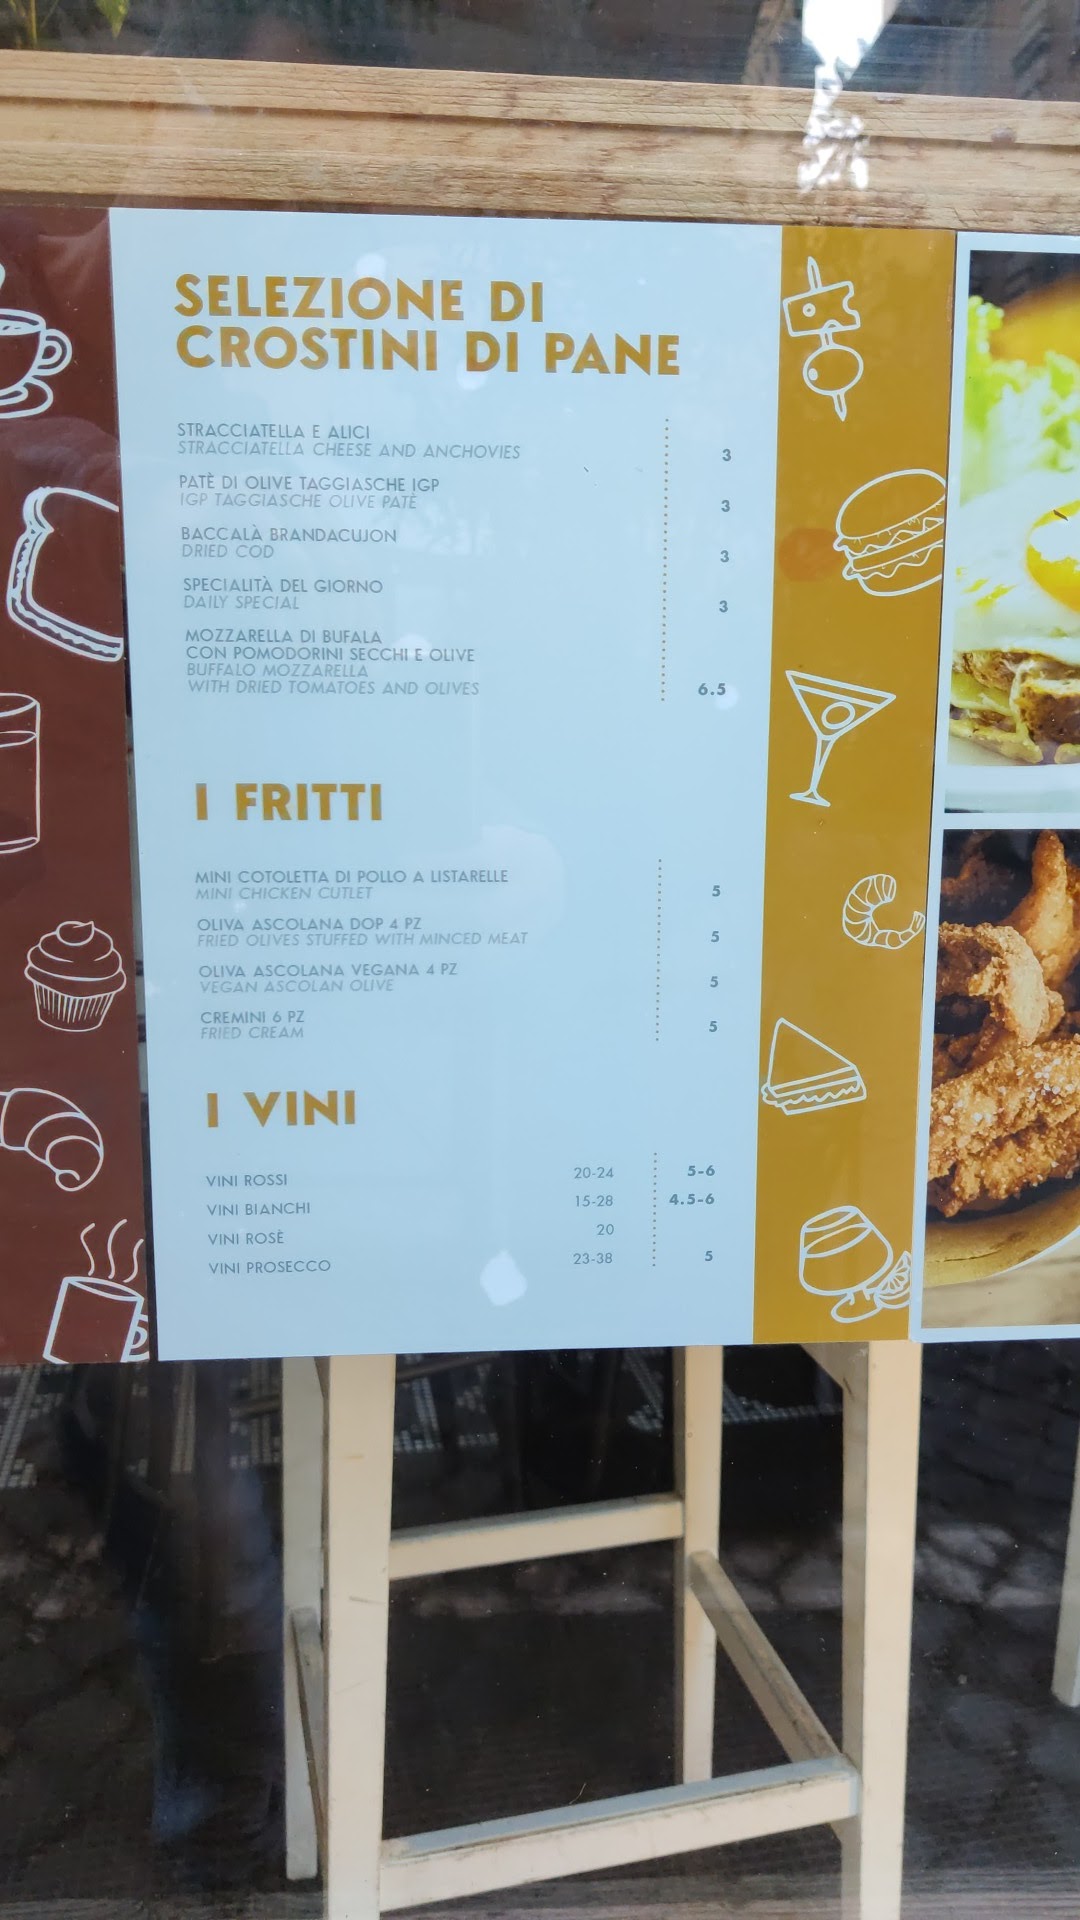 SELEZIONE DI
CROSTINI DI PANE
STRACCIATELLA E ALICI
STRACCIATELLA CHEESE AND ANCHOVIES 3
PATÈ DI OLIVE TAGGIASCHE IGP
IGP TAGGIASCHE OLIVE PATÈ 3
BACCALÀ BRANDACUJON
DRIED COD 3
SPECIALITÀ DEL GIORNO
DAILY SPECIAL 3
MOZZARELLA DI BUFALA
CON POMODORINI SECCHI E OLIVE
BUFFALO MOZZARELLA
WITH DRIED TOMATOES AND OLIVES 6.5
I FRITTI
MINI COTOLETTA DI POLLO A LISTARELLE
MINI CHICKEN CUTLET 5
OLIVA ASCOLANA DOP 4 PZ
FRIED OLIVES STUFFED WITH MINCED MEAT 5
OLIVA ASCOLANA VEGANA 4 PZ
VEGAN ASCOLAN OLIVE 5
CREMINI 6 PZ
FRIED CREAM 5
I VINI
VINI ROSSI 20-24 5-6
VINI BIANCHI 15-28 4.5-6
VINI ROSÈ 20
VINI PROSECCO 23-38 5